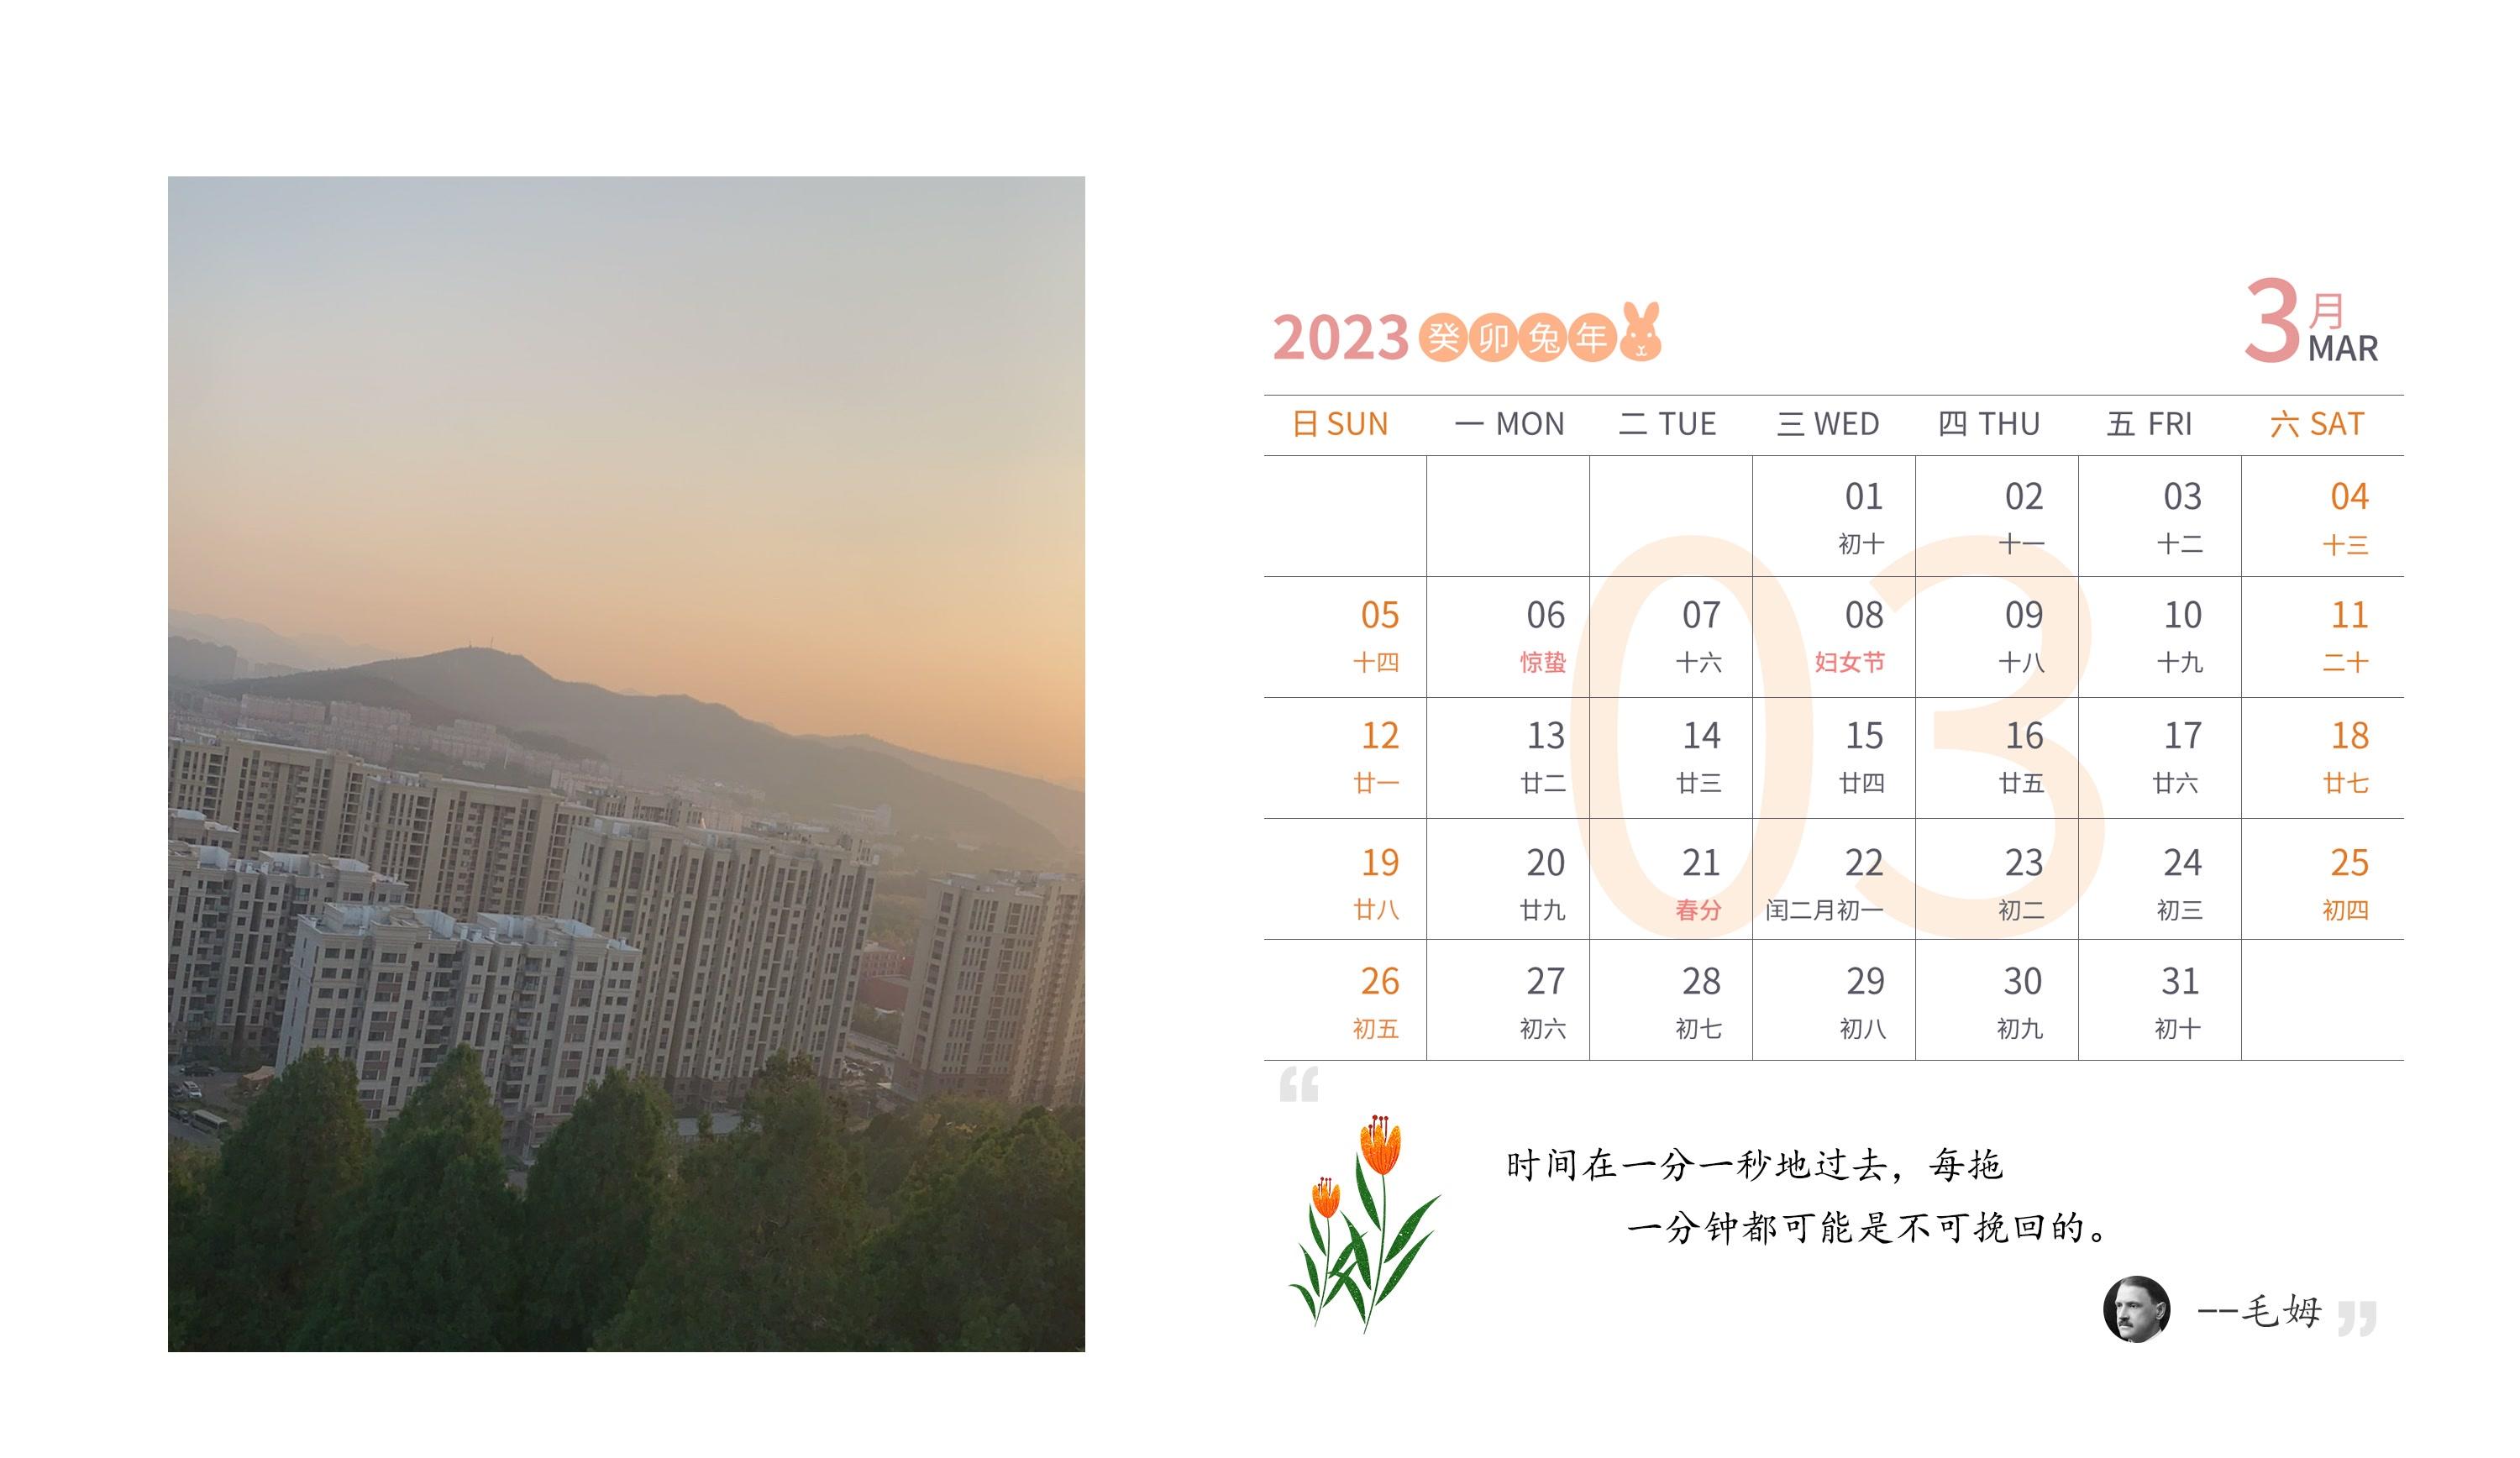 2023 癸卯兔年
3月
MAR
日 SUN 一 MON 二 TUE 三 WED 四 THU 五 FRI 六 SAT
01 02 03 04
初十 十一 十二 十三
05 06 07 08 09 10 11
十四 惊蛰 十六 妇女节 十八 十九 二十
03
12 13 14 15 16 17 18
廿一 廿二 廿三 廿四 廿五 廿六 廿七
19 20 21 22 23 24 25
廿八 廿九 春分 闰二月初一 初二 初三 初四
26 27 28 29 30 31
初五 初六 初七 初八 初九 初十
“
时间在一分一秒地过去，每拖
一分钟都可能是不可挽回的。
--毛姆 ”